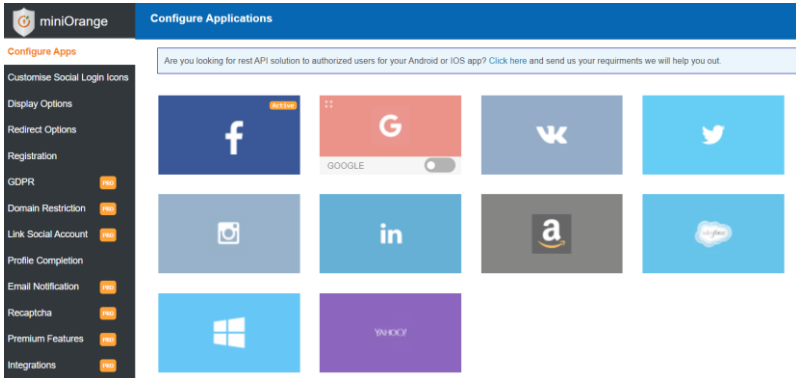 miniOrange
Configure Applications
Configure Apps
Are you looking for rest API solution to authorized users for your Android or IOS app? Click here and send us your requirments we will help you out.
Customise Social Login Icons
Display Options
Redirect Options
Registration
GDPR PRO
Domain Restriction PRO
Link Social Account PRO
Profile Completion
Email Notification PRO
Recaptcha PRO
Premium Features PRO
Integrations PRO
f Active
G
GOOGLE
in
a
salesforce
YAHOO!